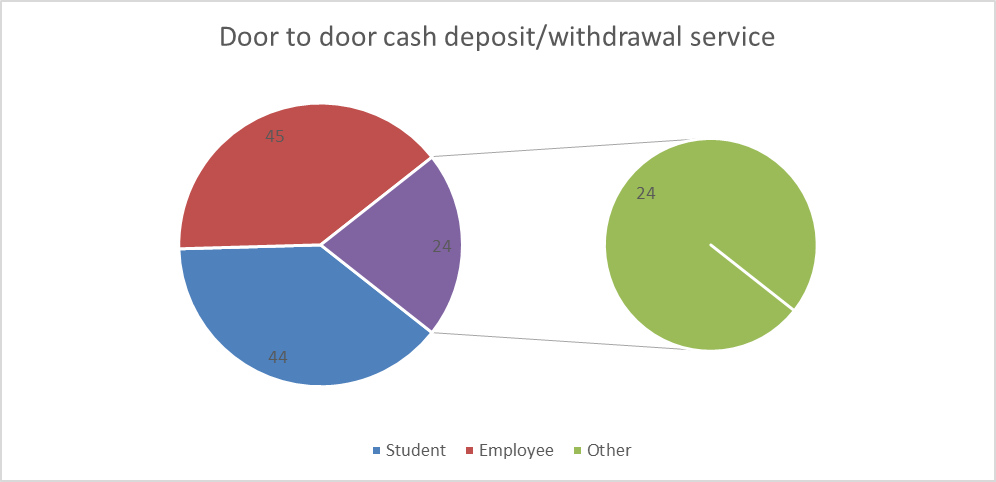 Door to door cash deposit/withdrawal service
45
24
24
44
Student Employee Other